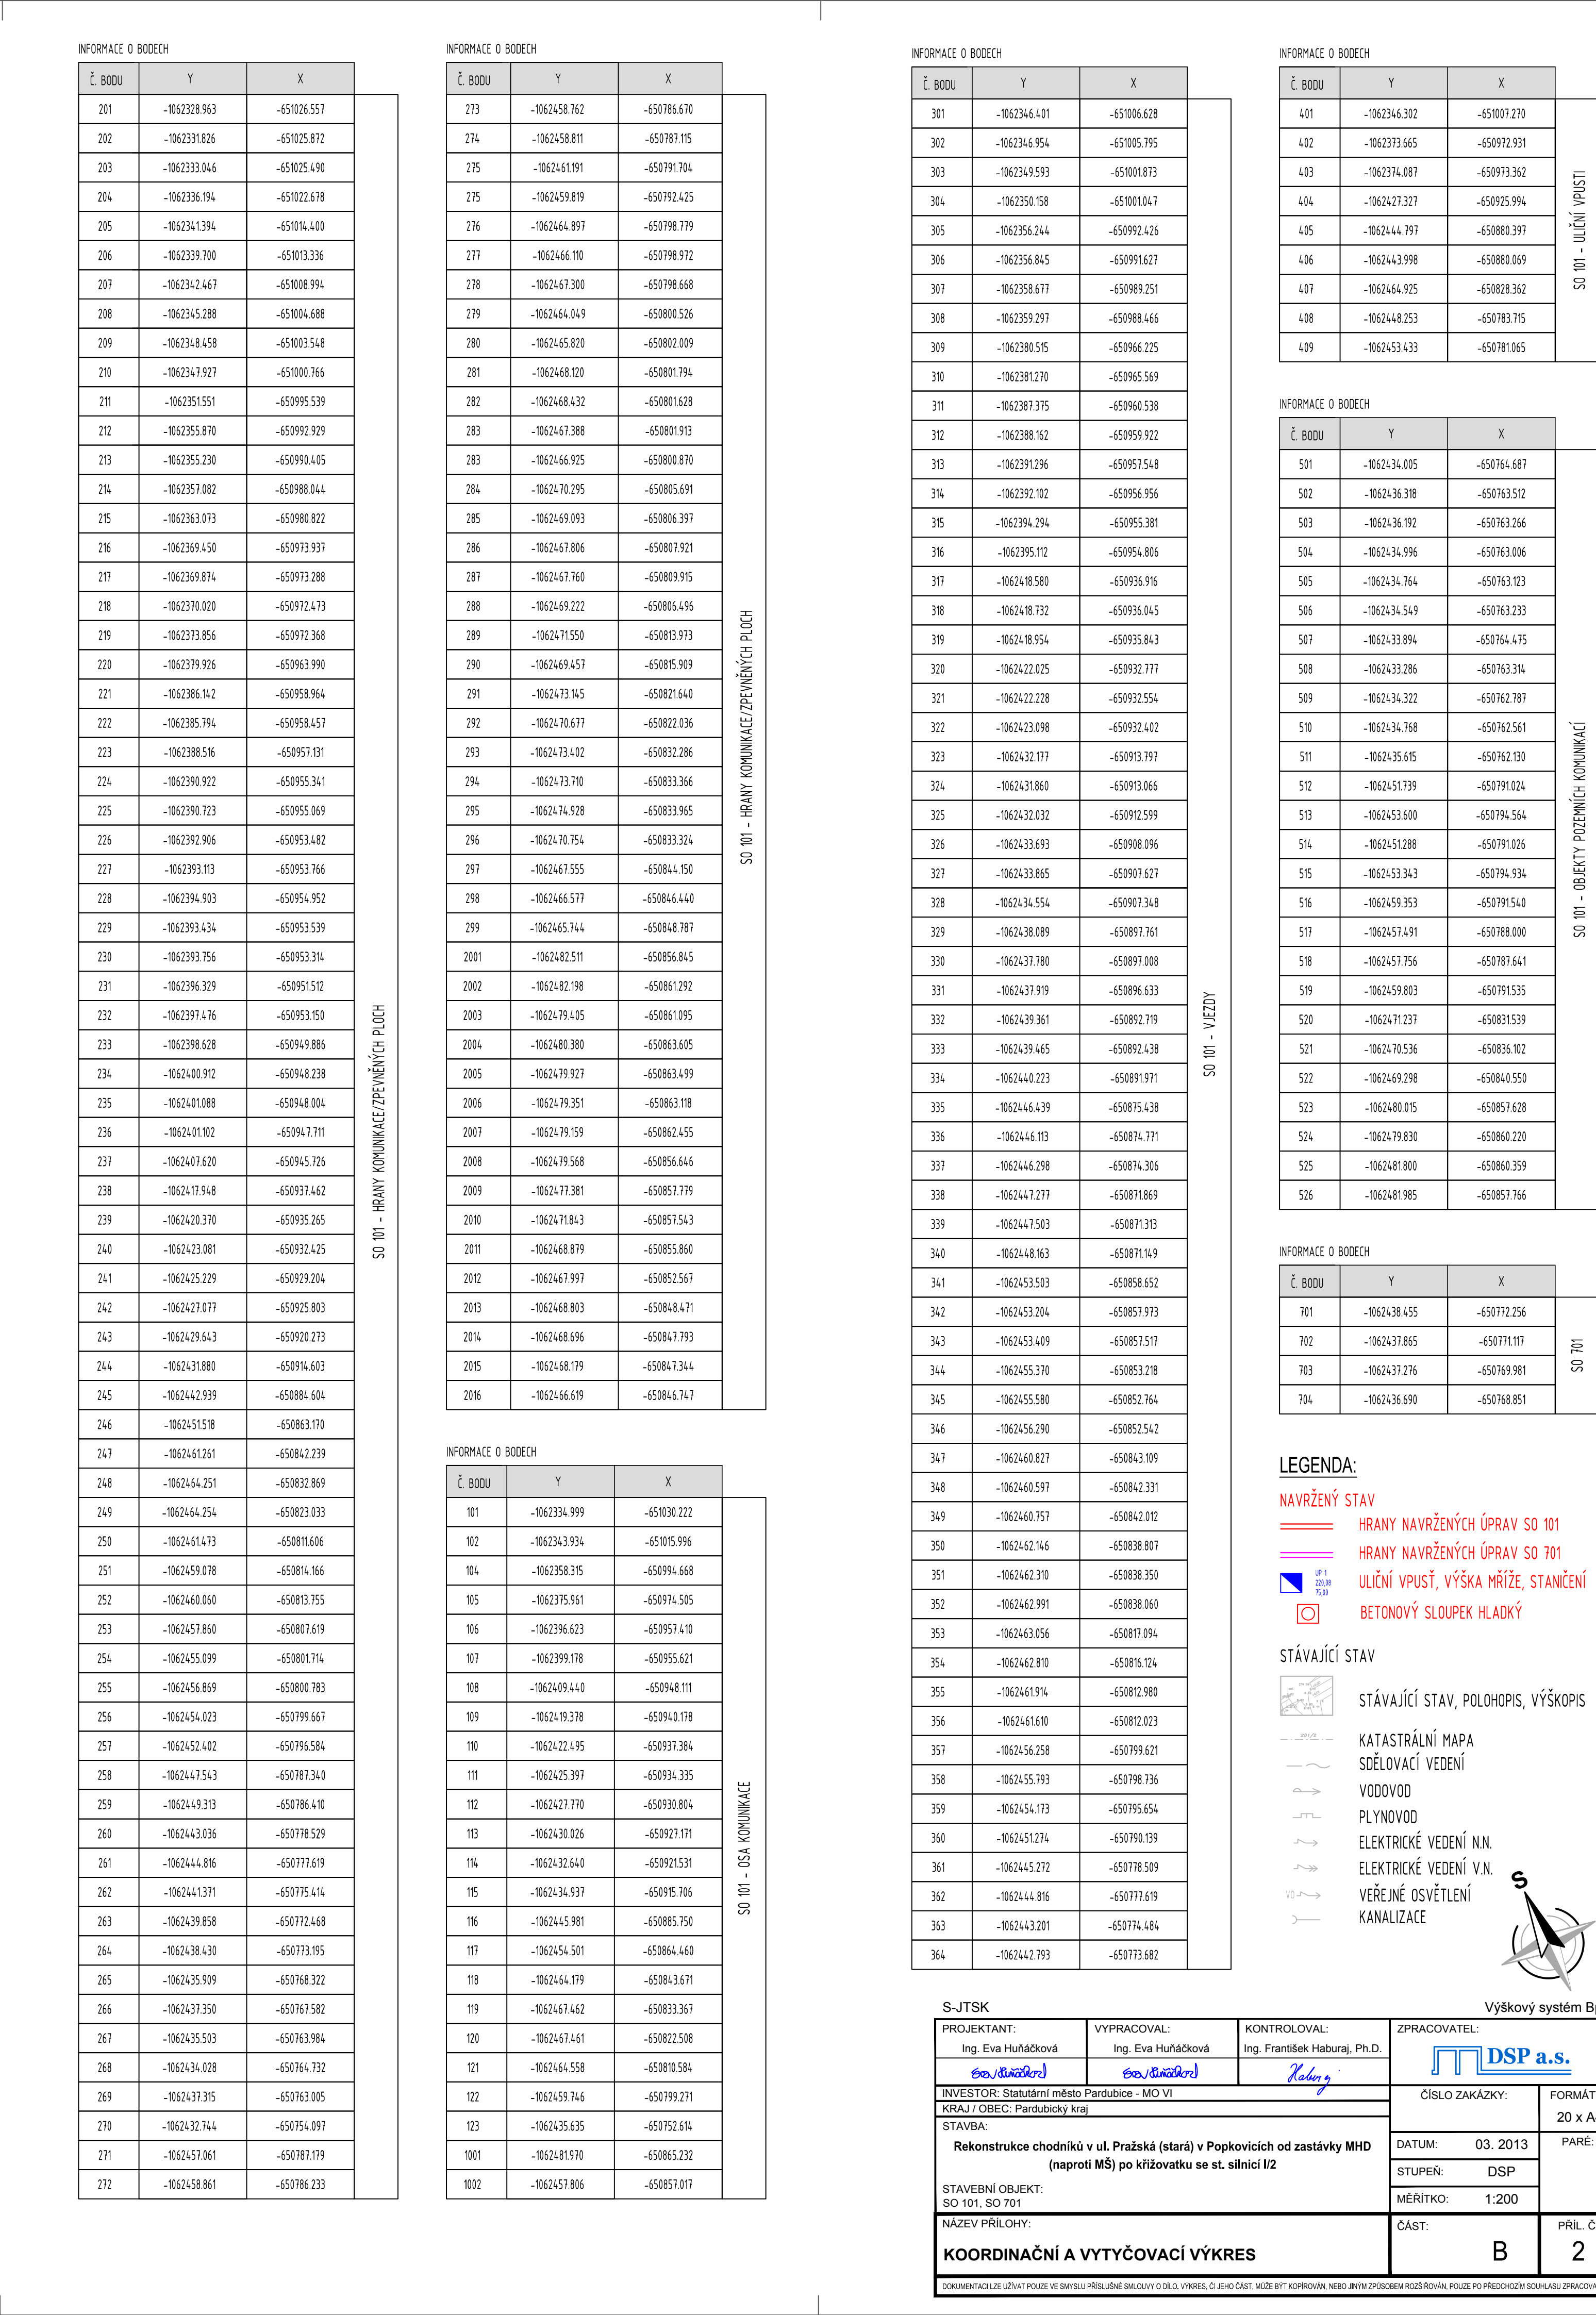 INFORMACE O BODECH
Č. BODU Y X
201 -1062328.963 -651026.557
202 -1062331.826 -651025.872
203 -1062333.046 -651025.490
204 -1062336.194 -651022.678
205 -1062341.394 -651014.400
206 -1062339.700 -651013.336
207 -1062342.467 -651008.994
208 -1062345.288 -651004.688
209 -1062348.458 -651003.548
210 -1062347.927 -651000.766
211 -1062351.551 -650995.539
212 -1062355.870 -650992.929
213 -1062355.230 -650990.405
214 -1062357.082 -650988.044
215 -1062363.073 -650980.822
216 -1062369.450 -650973.937
217 -1062369.874 -650973.288
218 -1062370.020 -650972.473
219 -1062373.856 -650972.368
220 -1062379.926 -650963.990
221 -1062386.142 -650958.964
222 -1062385.794 -650958.457
223 -1062388.516 -650957.131
224 -1062390.922 -650955.341
225 -1062390.723 -650955.069
226 -1062392.906 -650953.482
227 -1062393.113 -650953.766
228 -1062394.903 -650954.952
229 -1062393.434 -650953.539
230 -1062393.756 -650953.314
231 -1062396.329 -650951.512
232 -1062397.476 -650953.150
233 -1062398.628 -650949.886
234 -1062400.912 -650948.238
235 -1062401.088 -650948.004
236 -1062401.102 -650947.711
237 -1062407.620 -650945.726
238 -1062417.948 -650937.462
239 -1062420.370 -650935.265
240 -1062423.081 -650932.425
241 -1062425.229 -650929.204
242 -1062427.077 -650925.803
243 -1062429.643 -650920.273
244 -1062431.880 -650914.603
245 -1062442.939 -650884.604
246 -1062451.518 -650863.170
247 -1062461.261 -650842.239
248 -1062464.251 -650832.869
249 -1062464.254 -650823.033
250 -1062461.473 -650811.606
251 -1062459.078 -650814.166
252 -1062460.060 -650813.755
253 -1062457.860 -650807.619
254 -1062455.099 -650801.714
255 -1062456.869 -650800.783
256 -1062454.023 -650799.667
257 -1062452.402 -650796.584
258 -1062447.543 -650787.340
259 -1062449.313 -650786.410
260 -1062443.036 -650778.529
261 -1062444.816 -650777.619
262 -1062441.371 -650775.414
263 -1062439.858 -650772.468
264 -1062438.430 -650773.195
265 -1062435.909 -650768.322
266 -1062437.350 -650767.582
267 -1062435.503 -650763.984
268 -1062434.028 -650764.732
269 -1062437.315 -650763.005
270 -1062432.744 -650754.097
271 -1062457.061 -650787.179
272 -1062458.861 -650786.233
SO 101 - HRANY KOMUNIKACE/ZPEVNĚNÝCH PLOCH
INFORMACE O BODECH
Č. BODU Y X
273 -1062458.762 -650786.670
274 -1062458.811 -650787.115
275 -1062461.191 -650791.704
275 -1062459.819 -650792.425
276 -1062464.897 -650798.779
277 -1062466.110 -650798.972
278 -1062467.300 -650798.668
279 -1062464.049 -650800.526
280 -1062465.820 -650802.009
281 -1062468.120 -650801.794
282 -1062468.432 -650801.628
283 -1062467.388 -650801.913
283 -1062466.925 -650800.870
284 -1062470.295 -650805.691
285 -1062469.093 -650806.397
286 -1062467.806 -650807.921
287 -1062467.760 -650809.915
288 -1062469.222 -650806.496
289 -1062471.550 -650813.973
290 -1062469.457 -650815.909
291 -1062473.145 -650821.640
292 -1062470.677 -650822.036
293 -1062473.402 -650832.286
294 -1062473.710 -650833.366
295 -1062474.928 -650833.965
296 -1062470.754 -650833.324
297 -1062467.555 -650844.150
298 -1062466.577 -650846.440
299 -1062465.744 -650848.787
2001 -1062482.511 -650856.845
2002 -1062482.198 -650861.292
2003 -1062479.405 -650861.095
2004 -1062480.380 -650863.605
2005 -1062479.927 -650863.499
2006 -1062479.351 -650863.118
2007 -1062479.159 -650862.455
2008 -1062479.568 -650856.646
2009 -1062477.381 -650857.779
2010 -1062471.843 -650857.543
2011 -1062468.879 -650855.860
2012 -1062467.997 -650852.567
2013 -1062468.803 -650848.471
2014 -1062468.696 -650847.793
2015 -1062468.179 -650847.344
2016 -1062466.619 -650846.747
SO 101 - HRANY KOMUNIKACE/ZPEVNĚNÝCH PLOCH
INFORMACE O BODECH
Č. BODU Y X
101 -1062334.999 -651030.222
102 -1062343.934 -651015.996
104 -1062358.315 -650994.668
105 -1062375.961 -650974.505
106 -1062396.623 -650957.410
107 -1062399.178 -650955.621
108 -1062409.440 -650948.111
109 -1062419.378 -650940.178
110 -1062422.495 -650937.384
111 -1062425.397 -650934.335
112 -1062427.770 -650930.804
113 -1062430.026 -650927.171
114 -1062432.640 -650921.531
115 -1062434.937 -650915.706
116 -1062445.981 -650885.750
117 -1062454.501 -650864.460
118 -1062464.179 -650843.671
119 -1062467.462 -650833.367
120 -1062467.461 -650822.508
121 -1062464.558 -650810.584
122 -1062459.746 -650799.271
123 -1062435.635 -650752.614
1001 -1062481.970 -650865.232
1002 -1062457.806 -650857.017
SO 101 - OSA KOMUNIKACE
INFORMACE O BODECH
Č. BODU Y X
301 -1062346.401 -651006.628
302 -1062346.954 -651005.795
303 -1062349.593 -651001.873
304 -1062350.158 -651001.047
305 -1062356.244 -650992.426
306 -1062356.845 -650991.627
307 -1062358.677 -650989.251
308 -1062359.297 -650988.466
309 -1062380.515 -650966.225
310 -1062381.270 -650965.569
311 -1062387.375 -650960.538
312 -1062388.162 -650959.922
313 -1062391.296 -650957.548
314 -1062392.102 -650956.956
315 -1062394.294 -650955.381
316 -1062395.112 -650954.806
317 -1062418.580 -650936.916
318 -1062418.732 -650936.045
319 -1062418.954 -650935.843
320 -1062422.025 -650932.777
321 -1062422.228 -650932.554
322 -1062423.098 -650932.402
323 -1062432.177 -650913.797
324 -1062431.860 -650913.066
325 -1062432.032 -650912.599
326 -1062433.693 -650908.096
327 -1062433.865 -650907.627
328 -1062434.554 -650907.348
329 -1062438.089 -650897.761
330 -1062437.780 -650897.008
331 -1062437.919 -650896.633
332 -1062439.361 -650892.719
333 -1062439.465 -650892.438
334 -1062440.223 -650891.971
335 -1062446.439 -650875.438
336 -1062446.113 -650874.771
337 -1062446.298 -650874.306
338 -1062447.277 -650871.869
339 -1062447.503 -650871.313
340 -1062448.163 -650871.149
341 -1062453.503 -650858.652
342 -1062453.204 -650857.973
343 -1062453.409 -650857.517
344 -1062455.370 -650853.218
345 -1062455.580 -650852.764
346 -1062456.290 -650852.542
347 -1062460.827 -650843.109
348 -1062460.597 -650842.331
349 -1062460.757 -650842.012
350 -1062462.146 -650838.807
351 -1062462.310 -650838.350
352 -1062462.991 -650838.060
353 -1062463.056 -650817.094
354 -1062462.810 -650816.124
355 -1062461.914 -650812.980
356 -1062461.610 -650812.023
357 -1062456.258 -650799.621
358 -1062455.793 -650798.736
359 -1062454.173 -650795.654
360 -1062451.274 -650790.139
361 -1062445.272 -650778.509
362 -1062444.816 -650777.619
363 -1062443.201 -650774.484
364 -1062442.793 -650773.682
SO 101 - VJEZDY
INFORMACE O BODECH
Č. BODU Y X
401 -1062346.302 -651007.270
402 -1062373.665 -650972.931
403 -1062374.087 -650973.362
404 -1062427.327 -650925.994
405 -1062444.797 -650880.397
406 -1062443.998 -650880.069
407 -1062464.925 -650828.362
408 -1062448.253 -650783.715
409 -1062453.433 -650781.065
SO 101 - ULIČNÍ VPUSTI
INFORMACE O BODECH
Č. BODU Y X
501 -1062434.005 -650764.687
502 -1062436.318 -650763.512
503 -1062436.192 -650763.266
504 -1062434.996 -650763.006
505 -1062434.764 -650763.123
506 -1062434.549 -650763.233
507 -1062433.894 -650764.475
508 -1062433.286 -650763.314
509 -1062434.322 -650762.787
510 -1062434.768 -650762.561
511 -1062435.615 -650762.130
512 -1062451.739 -650791.024
513 -1062453.600 -650794.564
514 -1062451.288 -650791.026
515 -1062453.343 -650794.934
516 -1062459.353 -650791.540
517 -1062457.491 -650788.000
518 -1062457.756 -650787.641
519 -1062459.803 -650791.535
520 -1062471.237 -650831.539
521 -1062470.536 -650836.102
522 -1062469.298 -650840.550
523 -1062480.015 -650857.628
524 -1062479.830 -650860.220
525 -1062481.800 -650860.359
526 -1062481.985 -650857.766
SO 101 - OBJEKTY POZEMNÍCH KOMUNIKACÍ
INFORMACE O BODECH
Č. BODU Y X
701 -1062438.455 -650772.256
702 -1062437.865 -650771.117
703 -1062437.276 -650769.981
704 -1062436.690 -650768.851
SO 701
LEGENDA:
NAVRŽENÝ STAV
HRANY NAVRŽENÝCH ÚPRAV SO 101
HRANY NAVRŽENÝCH ÚPRAV SO 701
UP 1
220,08
75,00
ULIČNÍ VPUSŤ, VÝŠKA MŘÍŽE, STANIČENÍ
BETONOVÝ SLOUPEK HLADKÝ
STÁVAJÍCÍ STAV
STÁVAJÍCÍ STAV, POLOHOPIS, VÝŠKOPIS
KATASTRÁLNÍ MAPA
SDĚLOVACÍ VEDENÍ
VODOVOD
PLYNOVOD
ELEKTRICKÉ VEDENÍ N.N.
ELEKTRICKÉ VEDENÍ V.N.
VO VEŘEJNÉ OSVĚTLENÍ
KANALIZACE
S
S-JTSK
Výškový systém
PROJEKTANT:
Ing. Eva Huňáčková
VYPRACOVAL:
Ing. Eva Huňáčková
KONTROLOVAL:
Ing. František Haburaj, Ph.D.
ZPRACOVATEL:
DSP a.s.
INVESTOR: Statutární město Pardubice - MO VI
KRAJ / OBEC: Pardubický kraj
STAVBA:
Rekonstrukce chodníků v ul. Pražská (stará) v Popkovicích od zastávky MHD
(naproti MŠ) po křižovatku se st. silnicí I/2
STAVEBNÍ OBJEKT:
SO 101, SO 701
ČÍSLO ZAKÁZKY:
FORMÁT
20 x A
DATUM: 03. 2013
PARÉ:
STUPEŇ: DSP
MĚŘÍTKO: 1:200
NÁZEV PŘÍLOHY:
KOORDINAČNÍ A VYTYČOVACÍ VÝKRES
ČÁST:
B
PŘÍL. Č
2
DOKUMENTACI LZE UŽÍVAT POUZE VE SMYSLU PŘÍSLUŠNÉ SMLOUVY O DÍLO. VÝKRES, ČI JEHO ČÁST, MŮŽE BÝT KOPÍROVÁN, NEBO JINÝM ZPŮSOBEM ROZŠIŘOVÁN, POUZE PO PŘEDCHOZÍM SOUHLASU